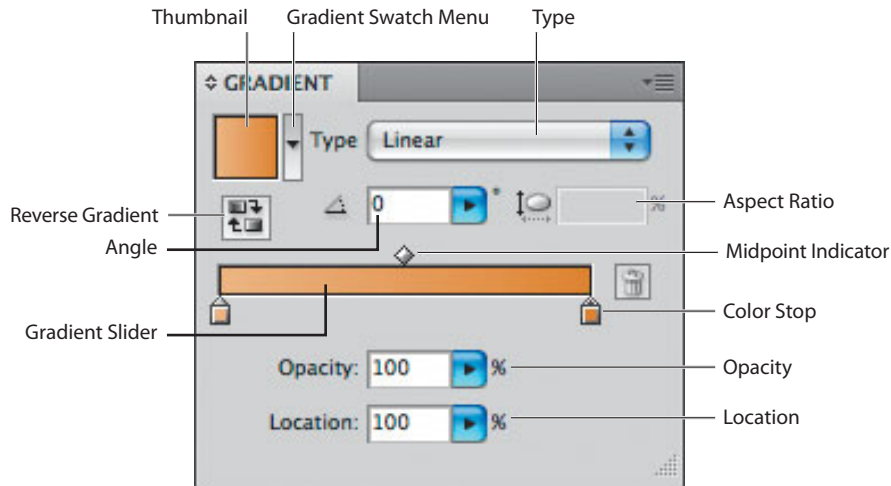 Thumbnail Gradient Swatch Menu Type
GRADIENT
Type Linear
Reverse Gradient 0 ° % Aspect Ratio
Angle Midpoint Indicator
Gradient Slider Color Stop
Opacity: 100 % Opacity
Location: 100 % Location